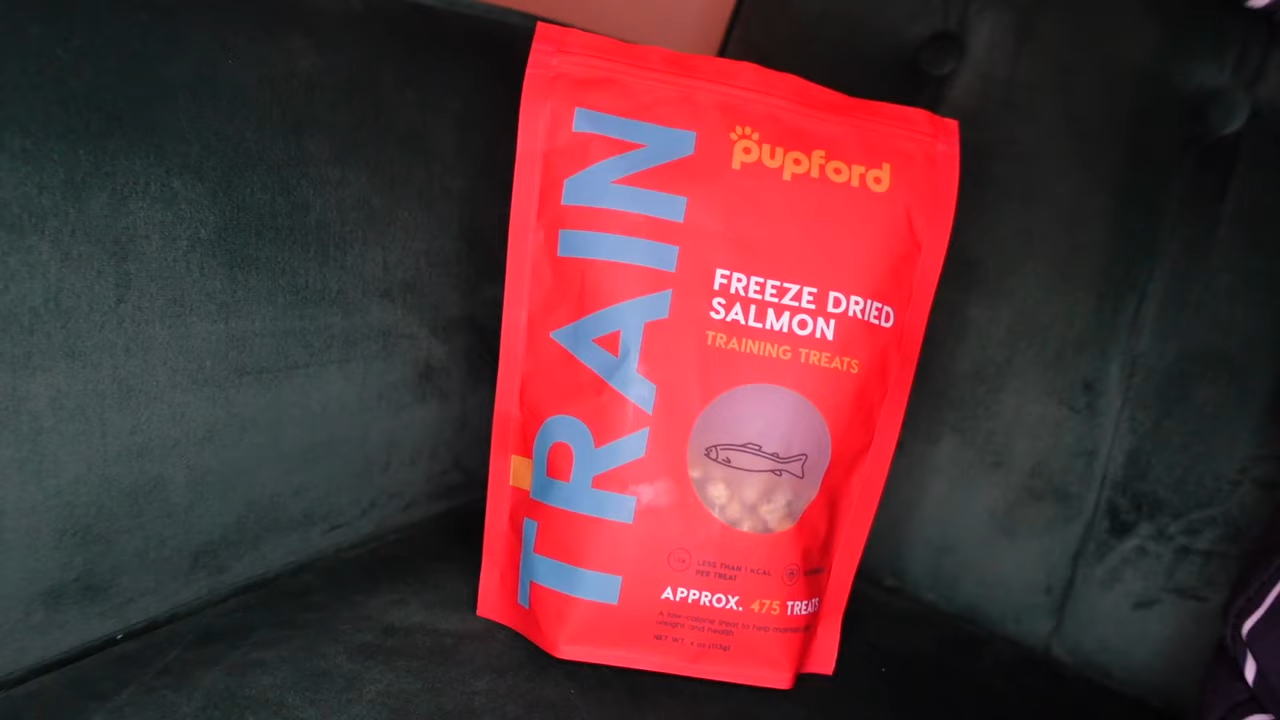 TRAIN
pupford
FREEZE DRIED
SALMON
TRAINING TREATS
LESS THAN 1 KCAL
PER TREAT
APPROX. 475 TREATS
A low-calorie treat to help maintain
weight and health
NET WT. 4 oz (113g)